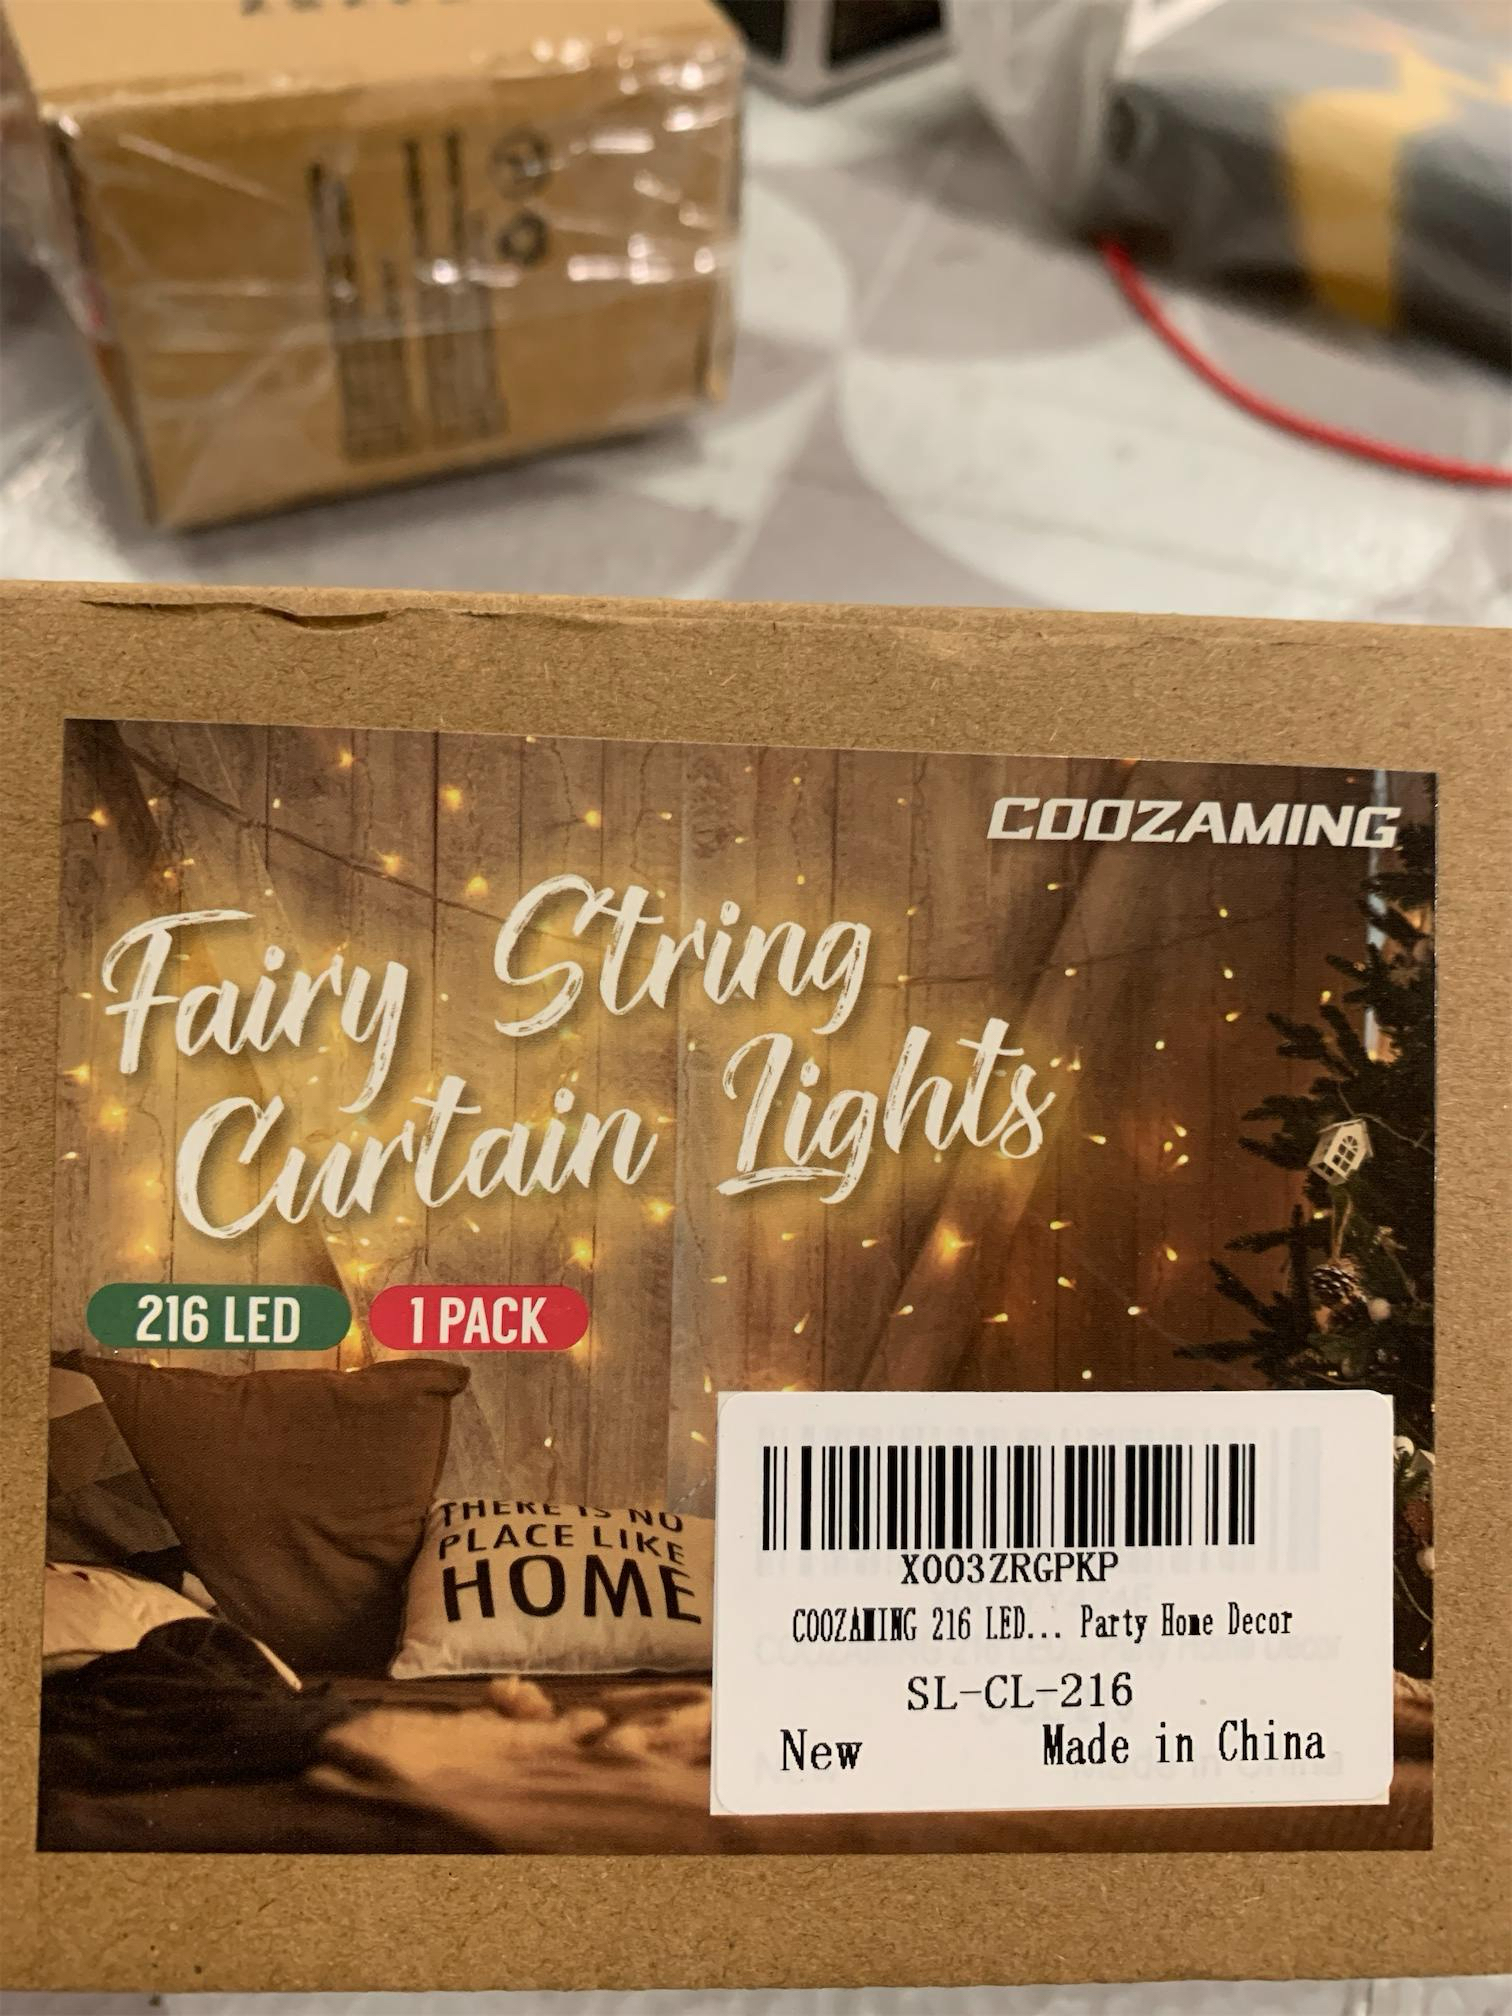 COOZAMING
Fairy String
Curtain Lights
216 LED
1 PACK
THERE IS NO
PLACE LIKE
HOME
X003ZRGPKP
COOZAMING 216 LED... Party Home Decor
SL-CL-216
New
Made in China